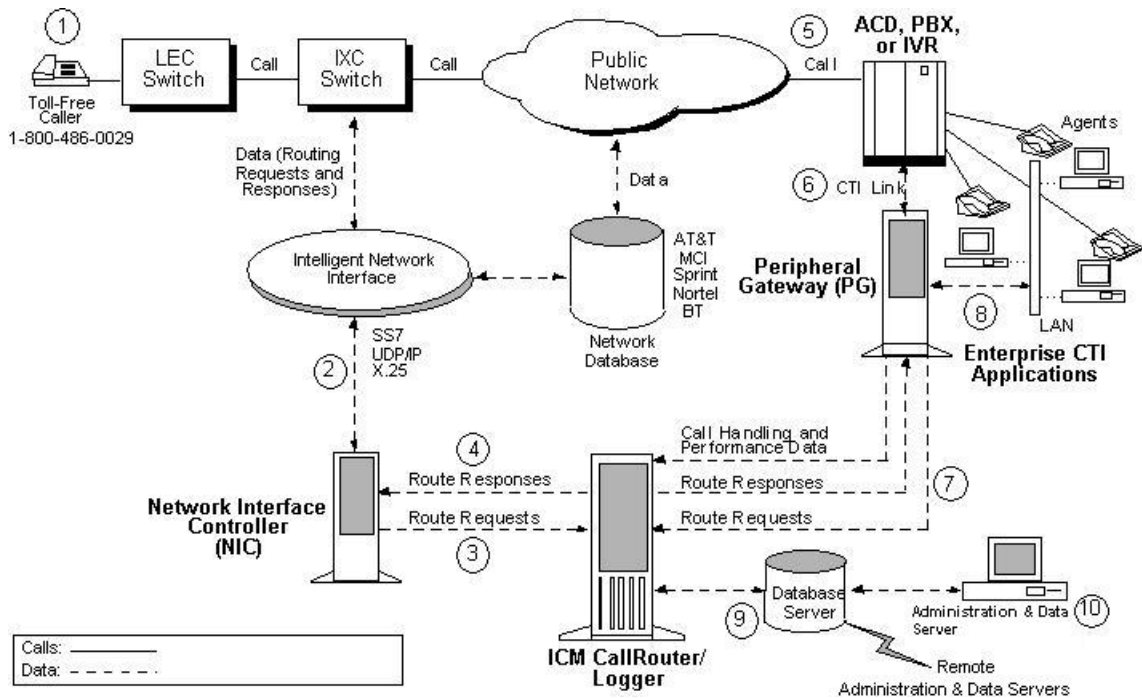 1
LEC
Switch
Call
IXC
Switch
Call
Public
Network
5
Call
ACD, PBX,
or IVR
Toll-Free
Caller
1-800-486-0029
Agents
Data (Routing
Requests and
Responses)
Data
6
CTI Link
Intelligent Network
Interface
AT&T
MCI
Sprint
Nortel
BT
Network
Database
Peripheral
Gateway (PG)
8
LAN
Enterprise CTI
Applications
2
SS7
UDP/IP
X.25
Call Handling and
Performance Data
4
Route Responses
Route Responses
7
Network Interface
Controller
(NIC)
Route Requests
Route Requests
3
9
Database
Server
Administration & Data
Server
10
Calls:
Data:
ICM CallRouter/
Logger
Remote
Administration & Data Servers